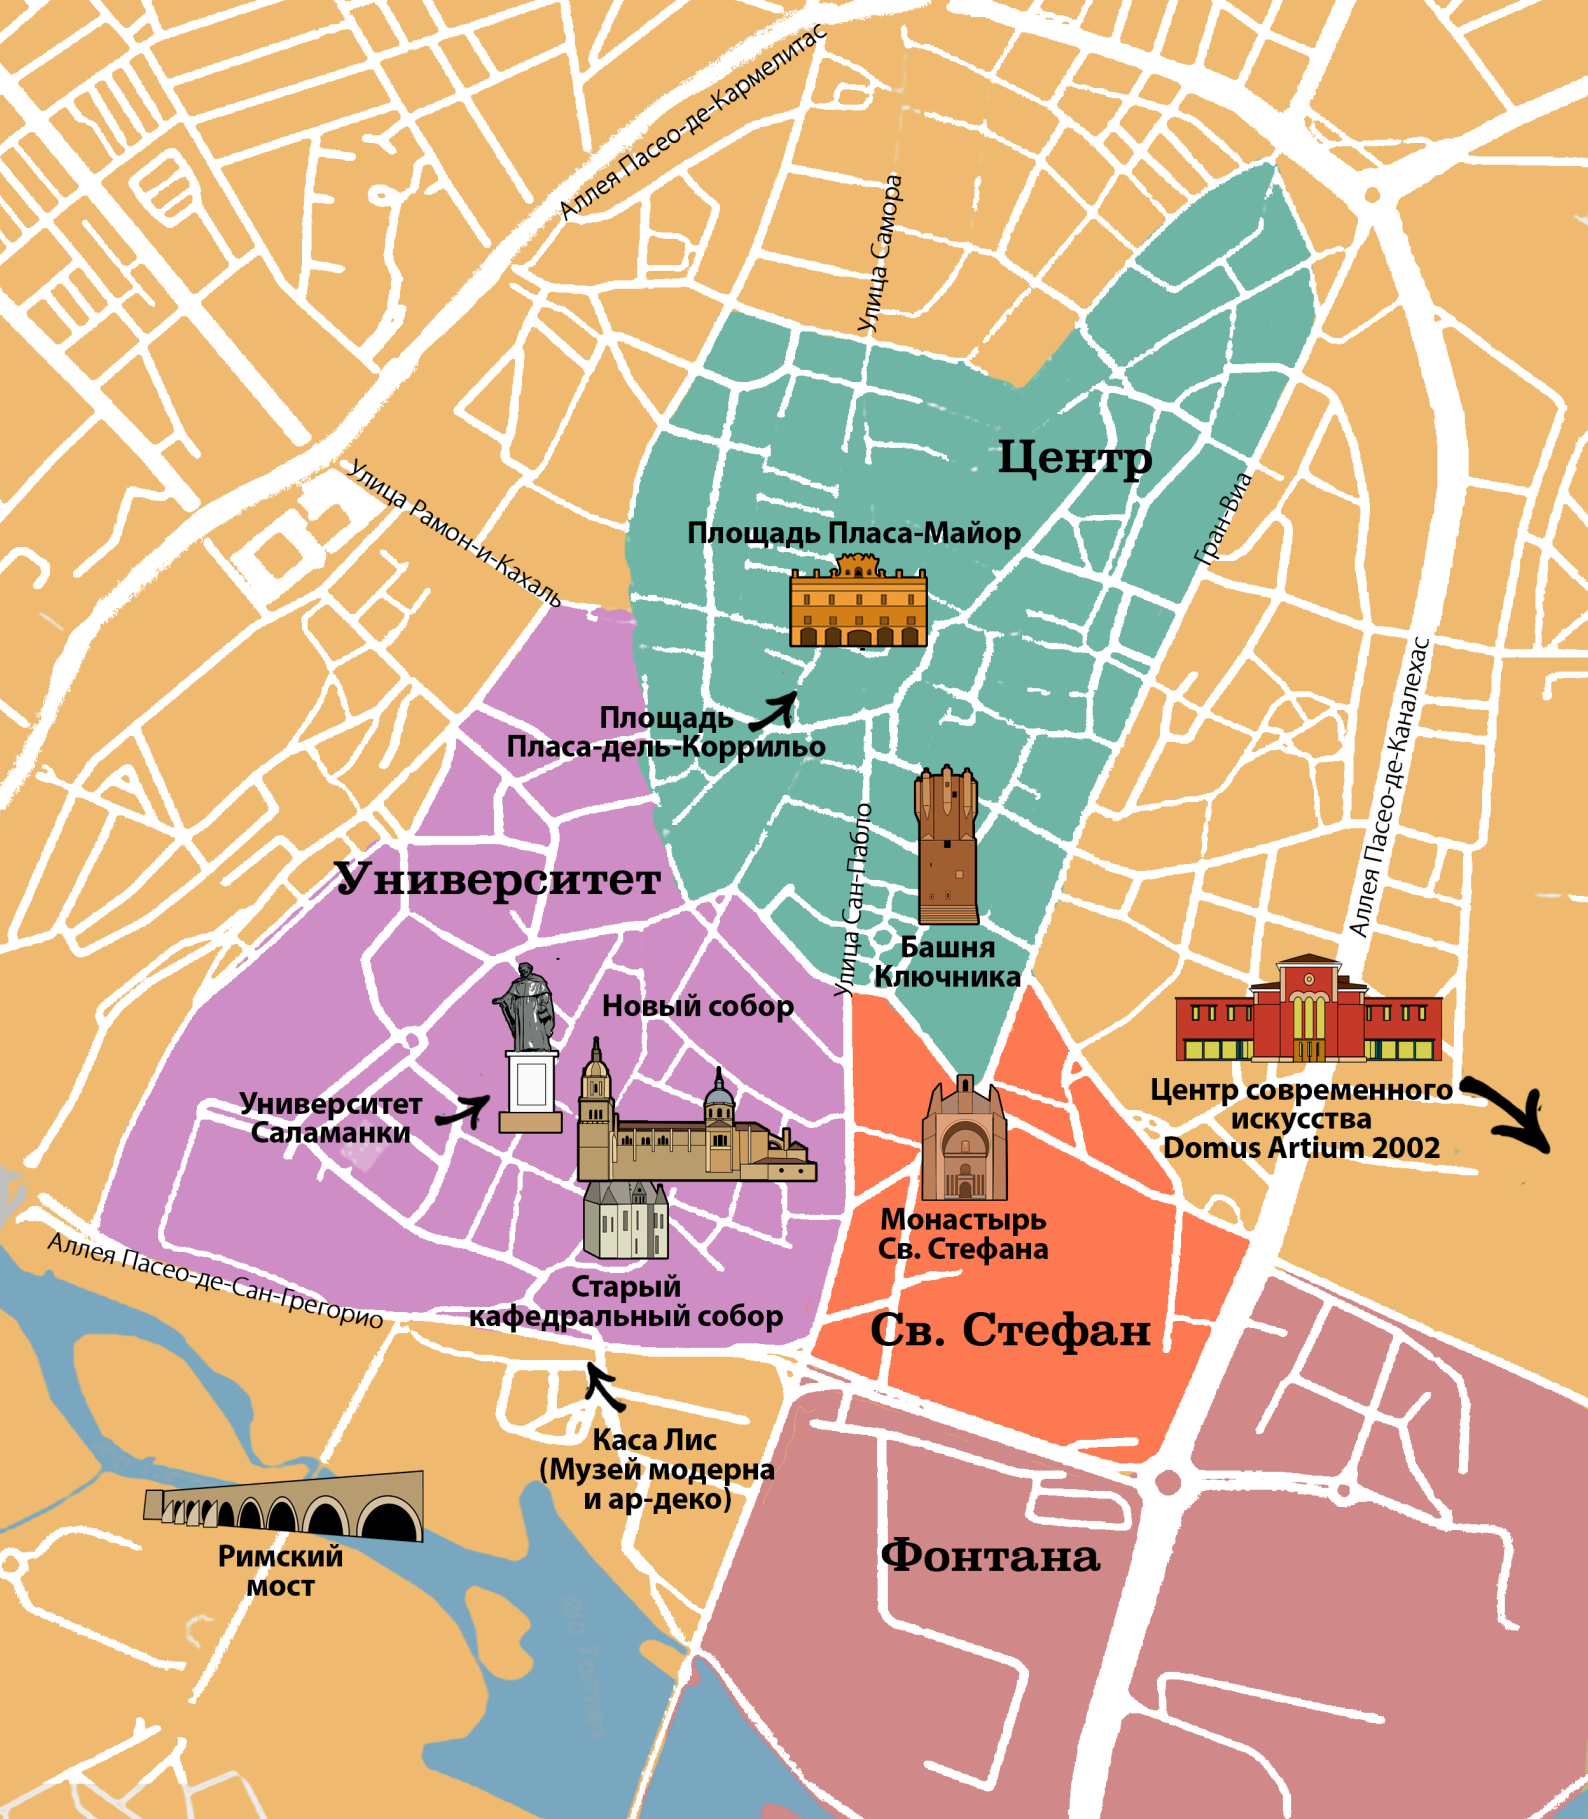 Аллея Пасео-де-Кармелитас
Улица Самора
Центр
Улица Рамон-и-Кахаль
Гран-Виа
Площадь Пласа-Майор
Площадь
Пласа-дель-Коррильо
Аллея Пасео-де-Каналехас
Университет
Улица Сан-Пабло
Башня
Ключника
Новый собор
Университет
Саламанки
Центр современного
искусства
Domus Artium 2002
Монастырь
Св. Стефана
Аллея Пасео-де-Сан-Грегорио
Старый
кафедральный собор
Св. Стефан
Каса Лис
(Музей модерна
и ар-деко)
Римский
мост
Фонтана